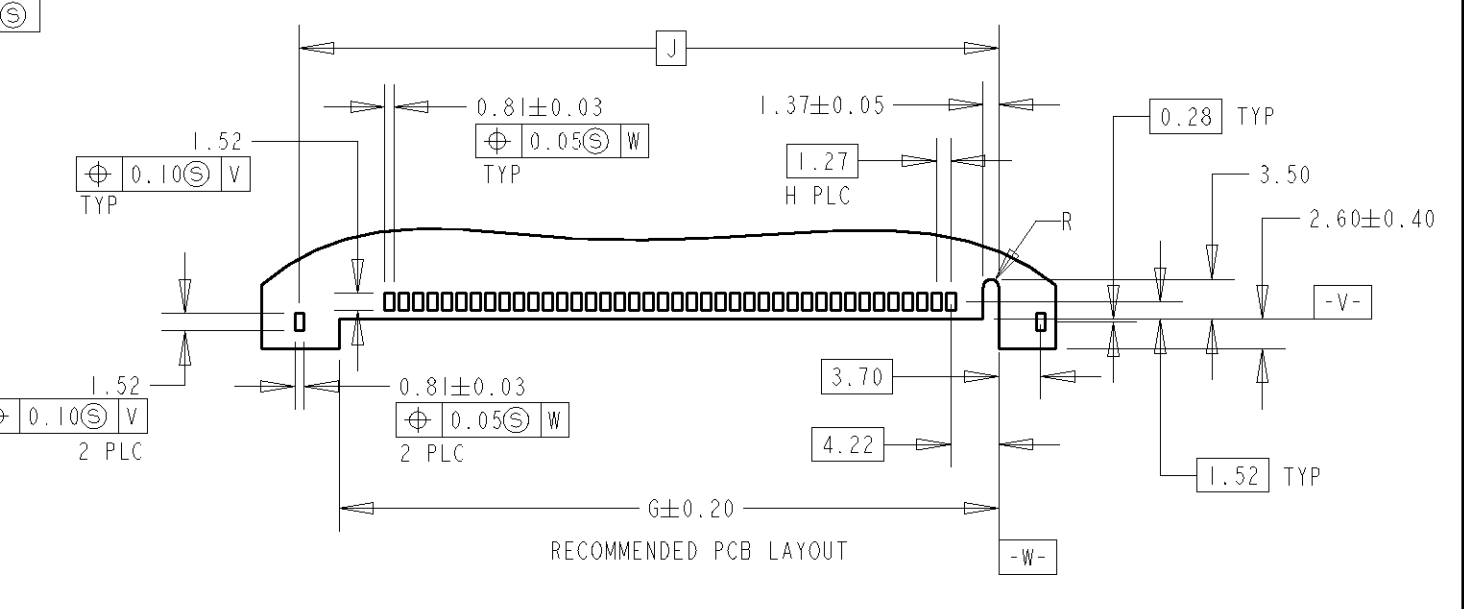 Ⓢ
J
0.81±0.03
⌖ 0.05Ⓢ W
TYP
1.37±0.05
0.28 TYP
1.52
⌖ 0.10Ⓢ V
TYP
1.27
H PLC
3.50
2.60±0.40
R
-V-
1.52
⌖ 0.10Ⓢ V
2 PLC
0.81±0.03
⌖ 0.05Ⓢ W
2 PLC
3.70
4.22
1.52 TYP
G±0.20
RECOMMENDED PCB LAYOUT
-W-